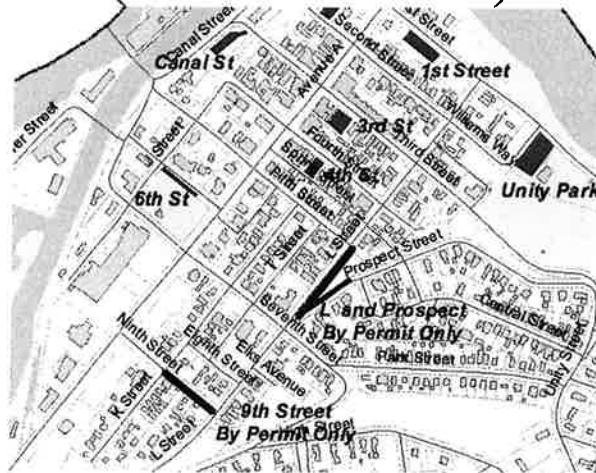 Canal Street
Second Street
Street
Canal St
Avenue A
1st Street
Williams Way
3rd St
Third Street
Fourth
Street
4th St
Fifth Street
6th St
Unity Park
L Street
Prospect Street
Seventh Street
L and Prospect
By Permit Only
Central Street
Ninth Street
Eighth Street
Elks Avenue
Park Street
Unity Street
K Street
L Street
9th Street
By Permit Only
Street